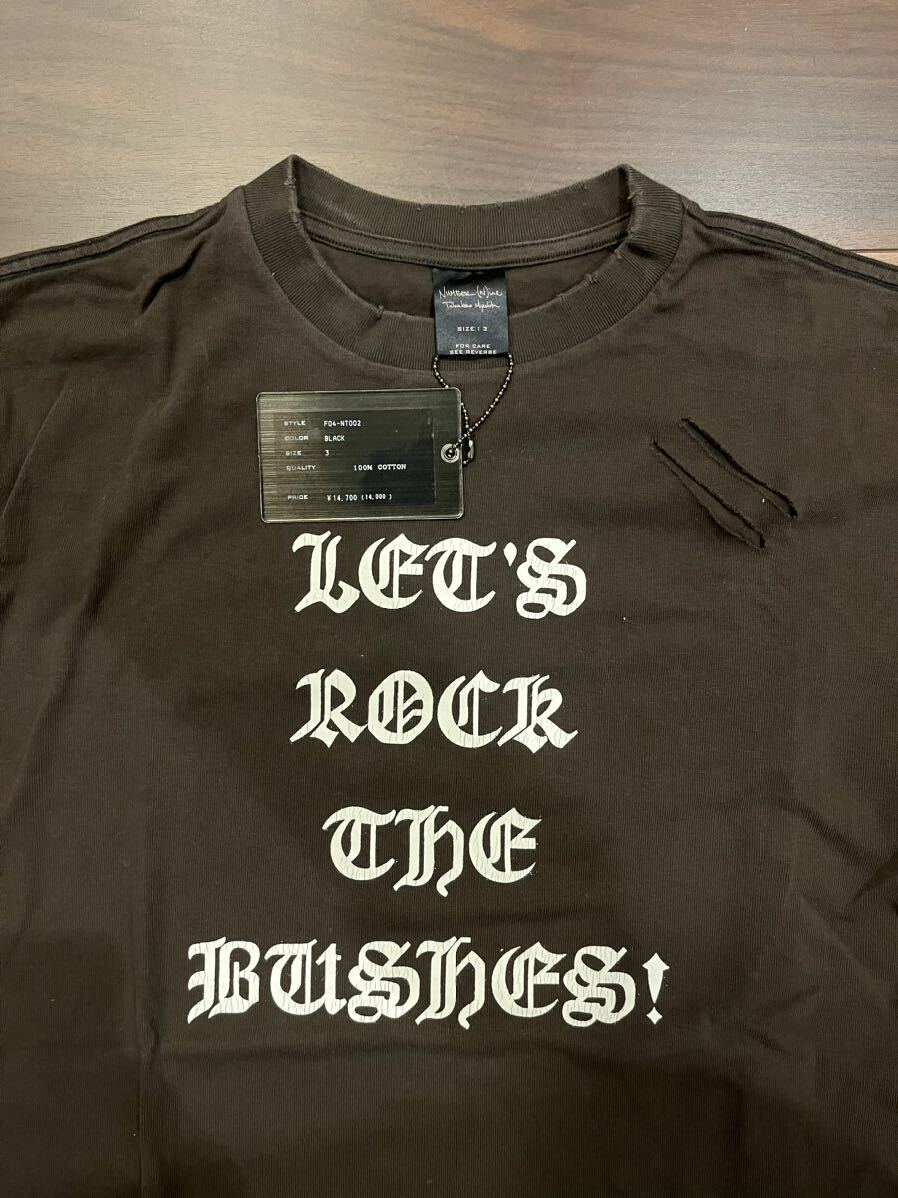 NUMBER (N)ine
Takahiro Miyashita
SIZE : 3
FOR CARE
SEE REVERSE
STYLE F04-NT002
COLOR BLACK
SIZE 3
QUALITY 100% COTTON
PRICE ¥14,700 (14,000 )
LET'S
ROCK
THE
BUSHES!